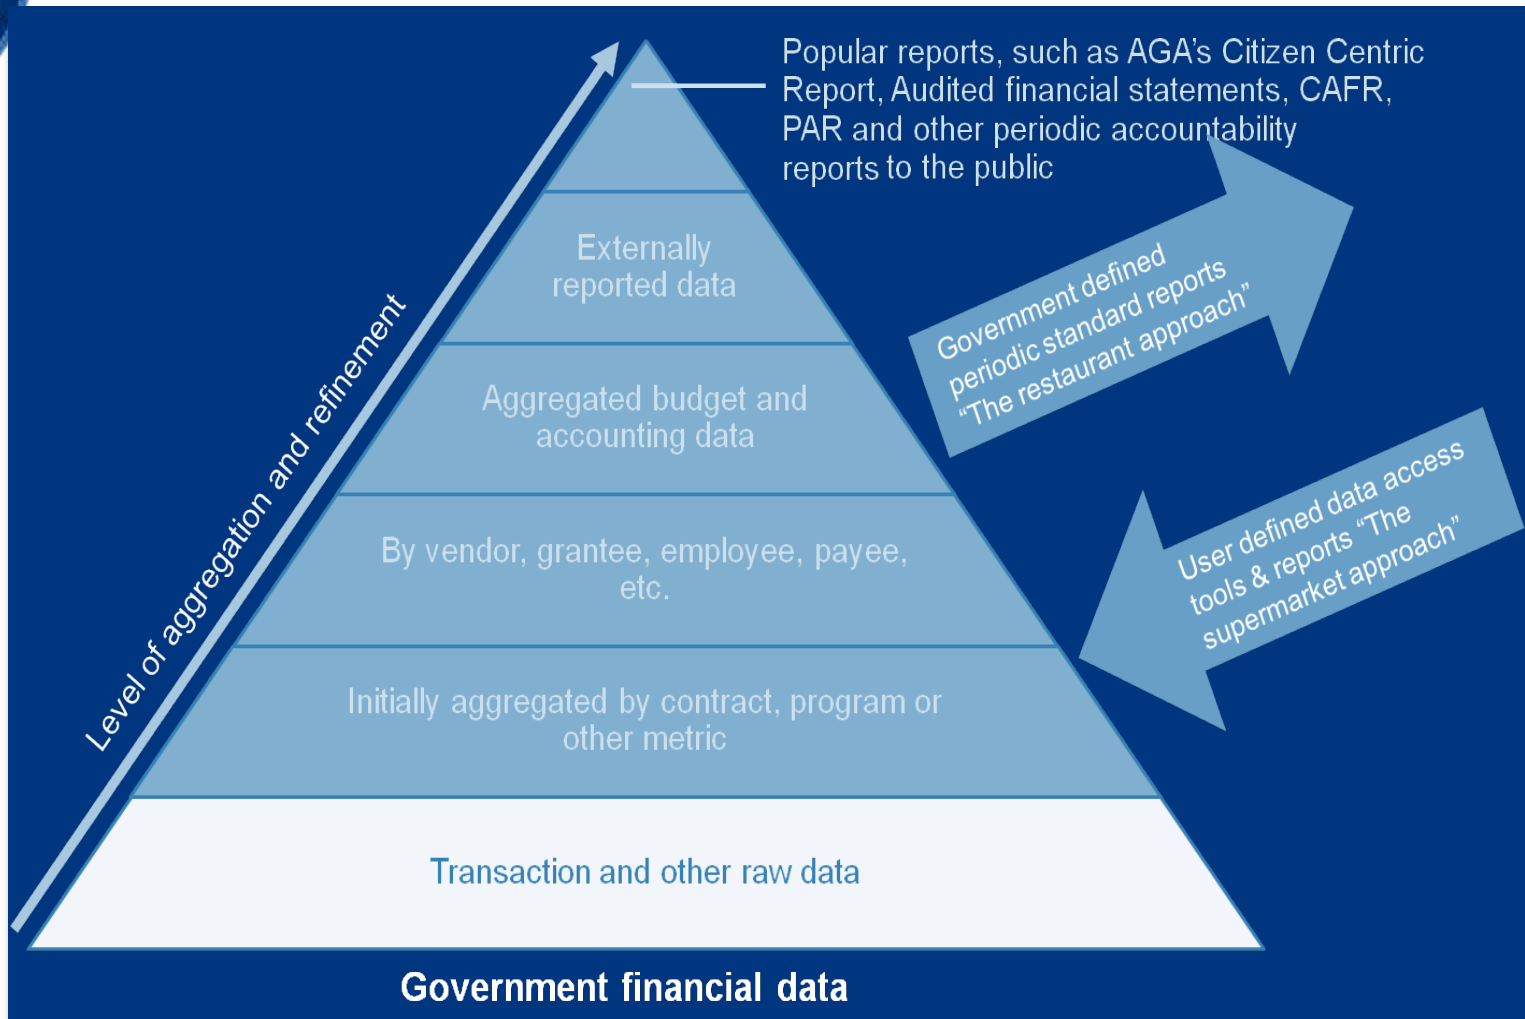 Popular reports, such as AGA's Citizen Centric
Report, Audited financial statements, CAFR,
PAR and other periodic accountability
reports to the public
Externally
reported data
Aggregated budget and
accounting data
By vendor, grantee, employee, payee,
etc.
Initially aggregated by contract, program or
other metric
Transaction and other raw data
Level of aggregation and refinement
Government defined
periodic standard reports
“The restaurant approach”
User defined data access
tools & reports “The
supermarket approach”
Government financial data